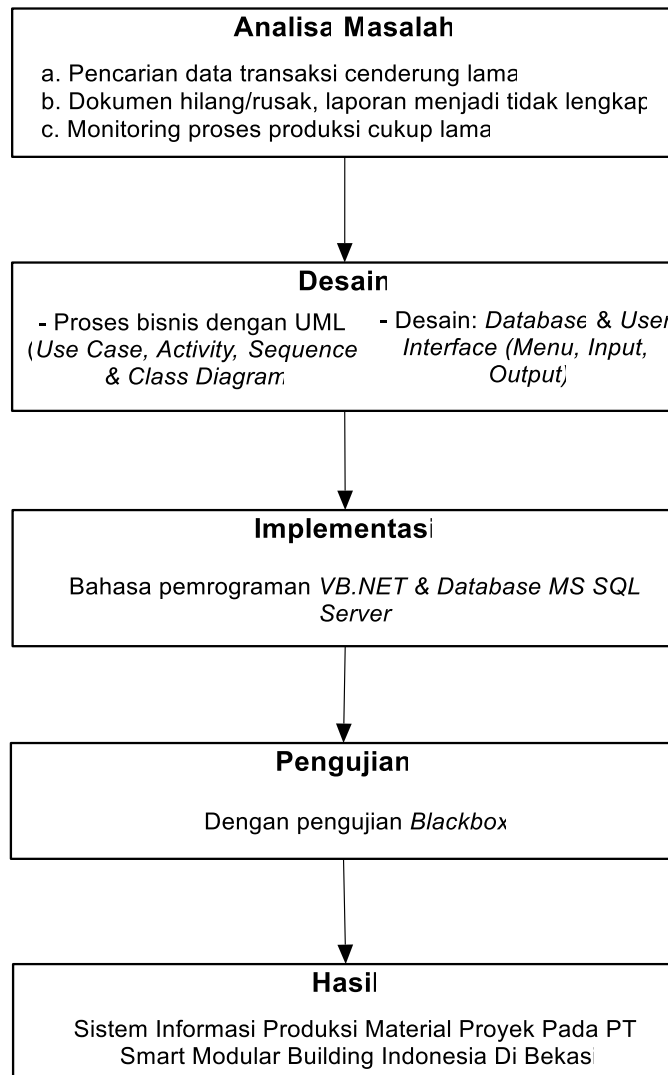 Analisa Masalah
a. Pencarian data transaksi cenderung lama
b. Dokumen hilang/rusak, laporan menjadi tidak lengkap
c. Monitoring proses produksi cukup lama
Desain
- Proses bisnis dengan UML
(Use Case, Activity, Sequence
& Class Diagram
- Desain: Database & User
Interface (Menu, Input,
Output)
Implementasi
Bahasa pemrograman VB.NET & Database MS SQL
Server
Pengujian
Dengan pengujian Blackbox
Hasil
Sistem Informasi Produksi Material Proyek Pada PT
Smart Modular Building Indonesia Di Bekasi